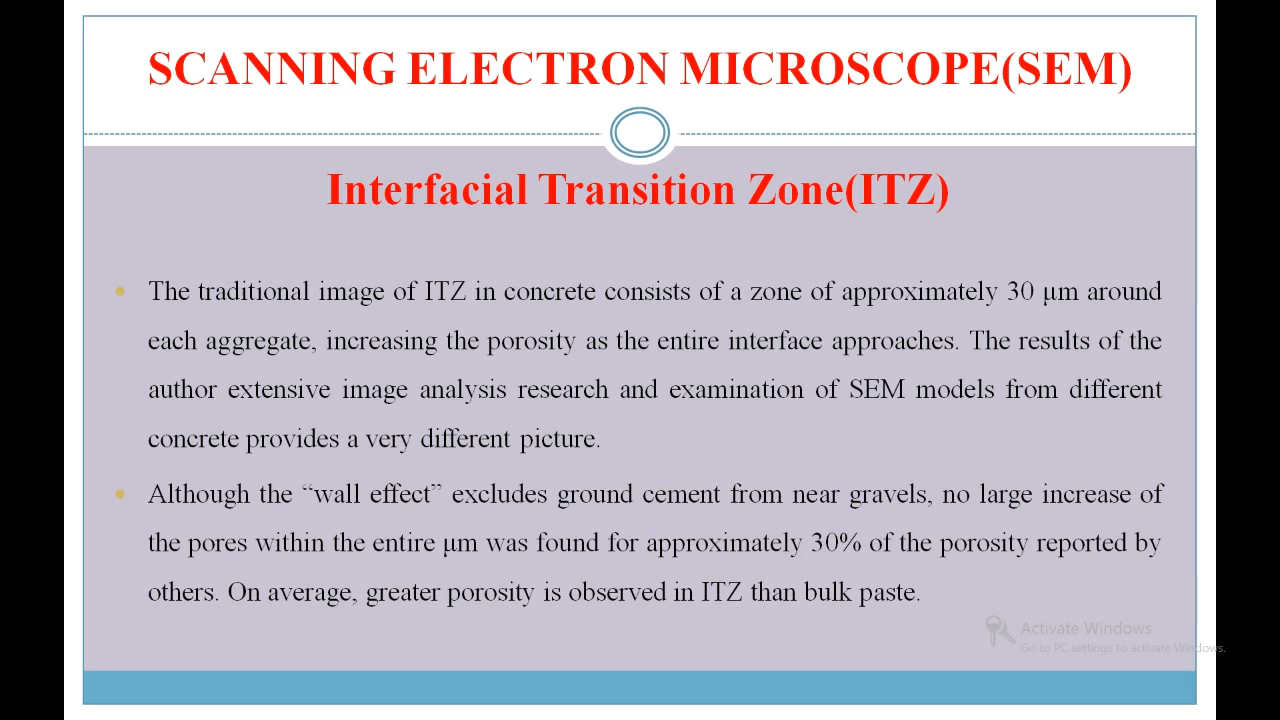 SCANNING ELECTRON MICROSCOPE(SEM)
Interfacial Transition Zone(ITZ)
• The traditional image of ITZ in concrete consists of a zone of approximately 30 μm around
each aggregate, increasing the porosity as the entire interface approaches. The results of the
author extensive image analysis research and examination of SEM models from different
concrete provides a very different picture.
• Although the “wall effect” excludes ground cement from near gravels, no large increase of
the pores within the entire μm was found for approximately 30% of the porosity reported by
others. On average, greater porosity is observed in ITZ than bulk paste.
Activate Windows
Go to PC settings to activate Windows.